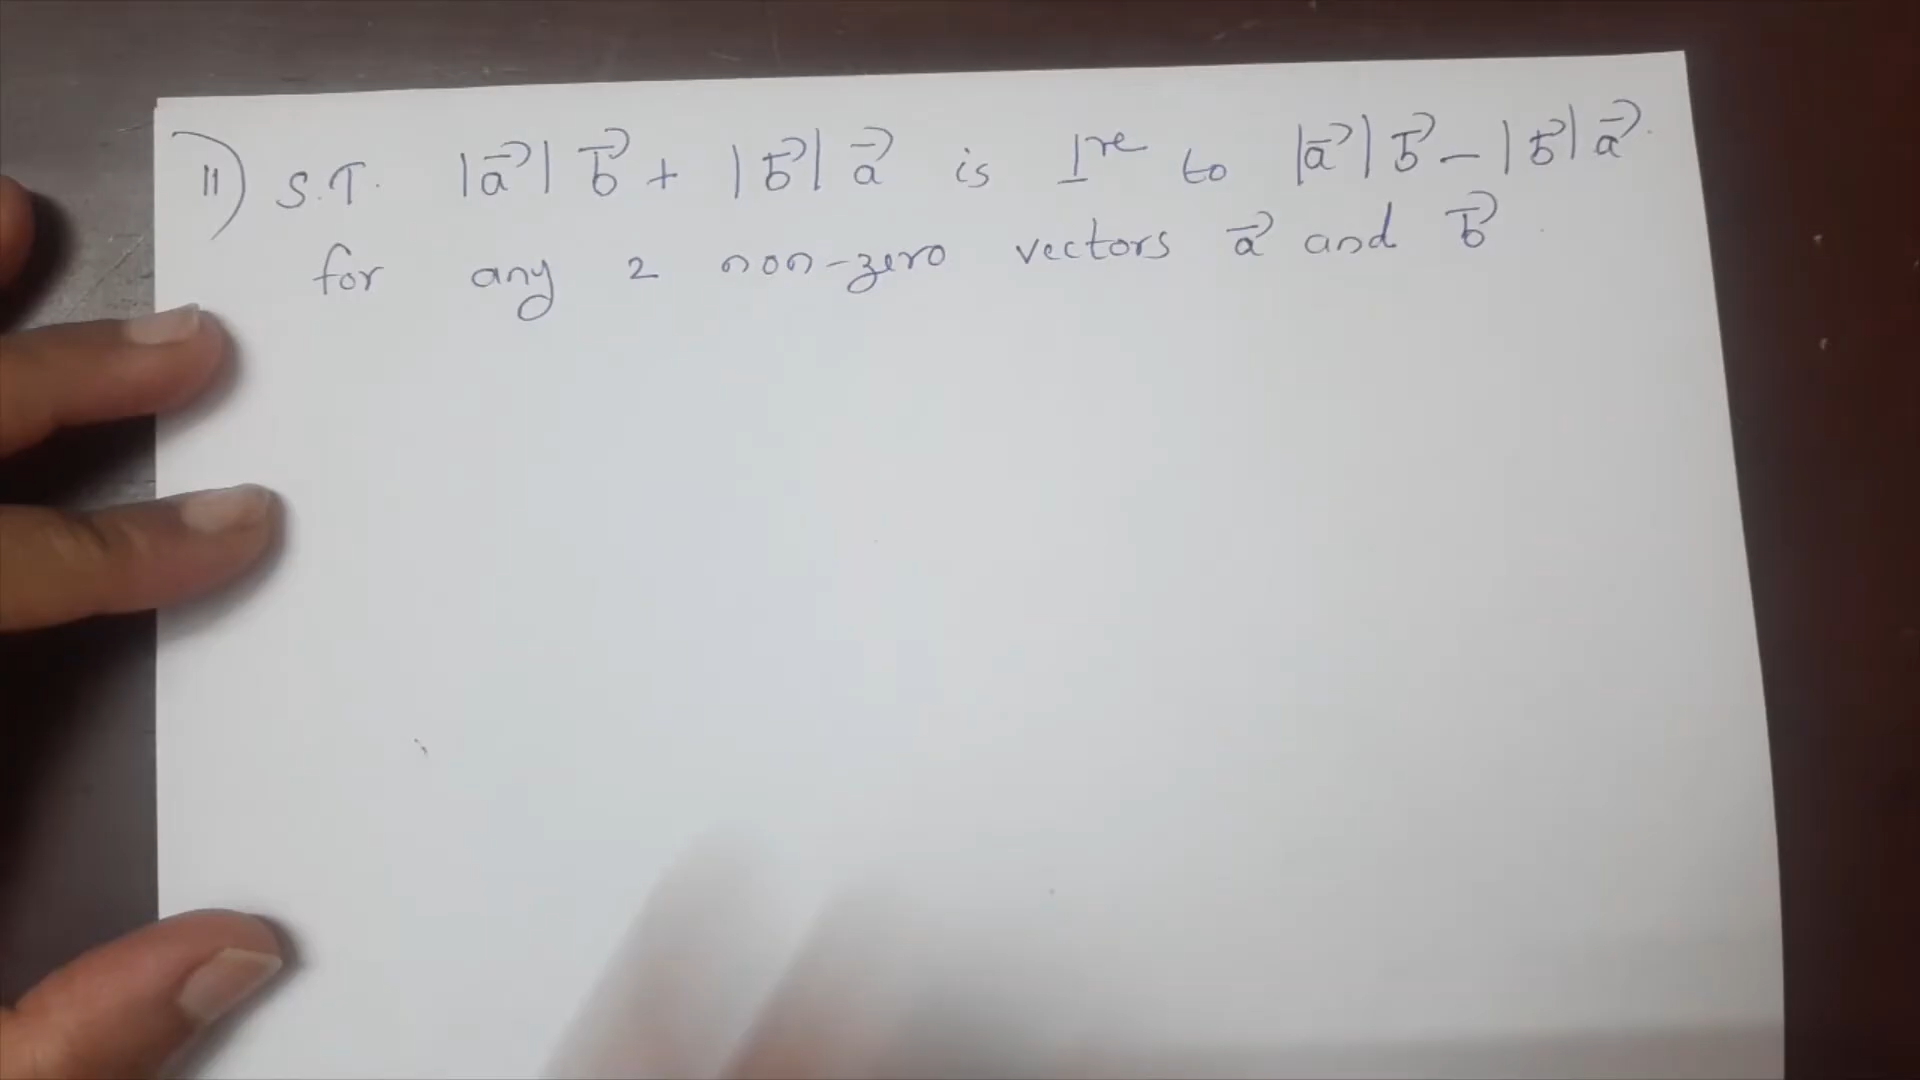 11) S.T. |a⃗| b⃗ + |b⃗| a⃗ is ⊥re to |a⃗| b⃗ - |b⃗| a⃗.
for any 2 non-zero vectors a⃗ and b⃗.